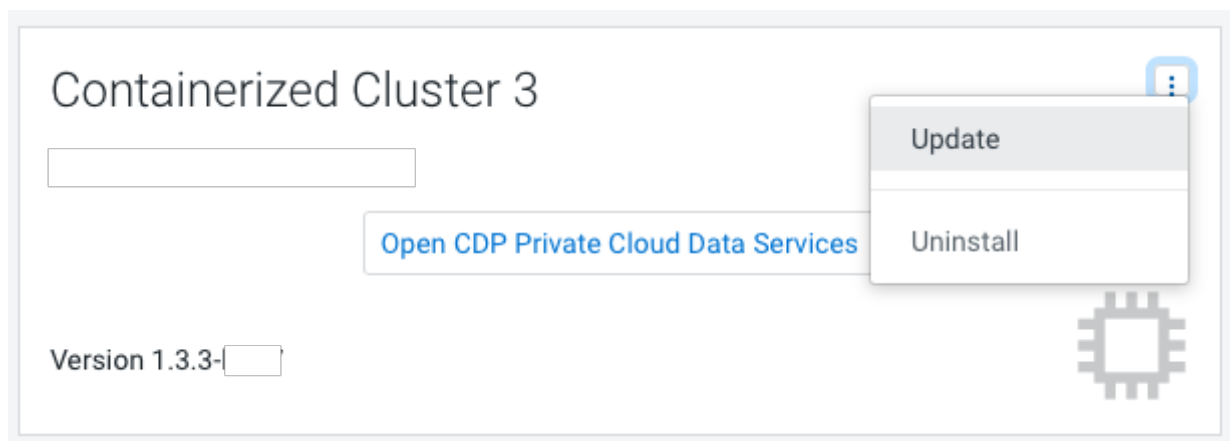 Containerized Cluster 3
Update
Open CDP Private Cloud Data Services
Uninstall
Version 1.3.3-